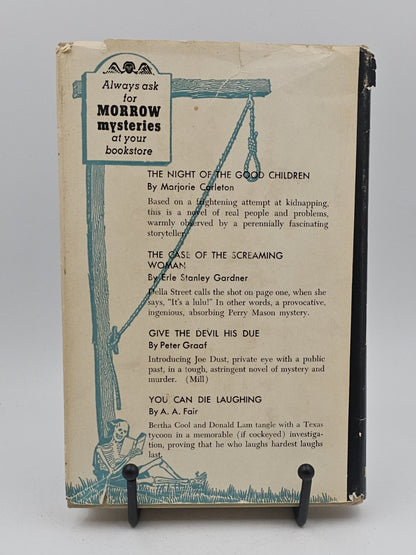 Always ask
for
MORROW
mysteries
at your
bookstore
THE NIGHT OF THE GOOD CHILDREN
By Marjorie Carleton
Based on a frightening attempt at kidnapping,
this is a novel of real people and problems,
warmly observed by a perennially fascinating
storyteller.
THE CASE OF THE SCREAMING
WOMAN
By Erle Stanley Gardner
Della Street calls the shot on page one, when she
says, "It's a lulu!" In other words, a provocative,
ingenious, absorbing Perry Mason mystery.
GIVE THE DEVIL HIS DUE
By Peter Graaf
Introducing Joe Dust, private eye with a public
past, in a tough, astringent novel of mystery and
murder. (Mill)
YOU CAN DIE LAUGHING
By A. A. Fair
Bertha Cool and Donald Lam tangle with a Texas
tycoon in a memorable (if cockeyed) investiga-
tion, proving that he who laughs hardest laughs
last.